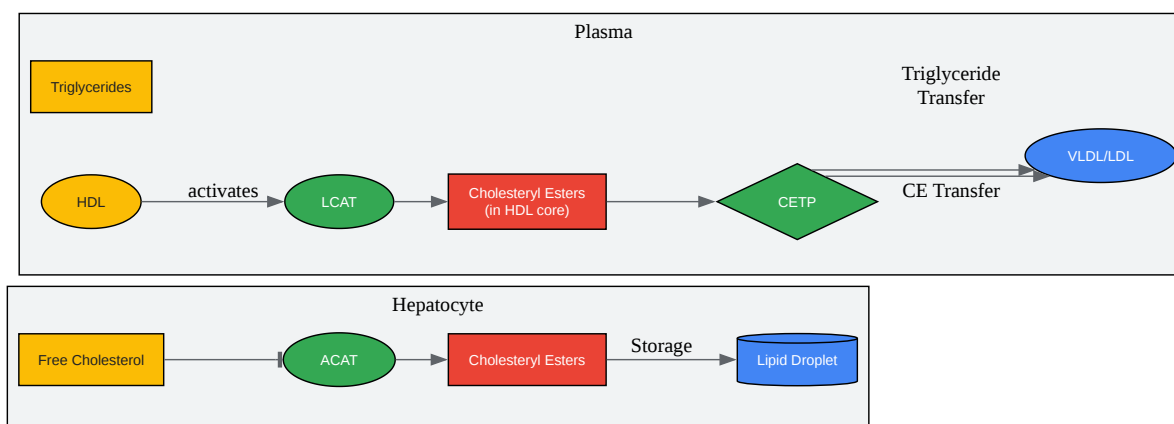 Plasma
Triglycerides
Triglyceride
Transfer
VLDL/LDL
HDL
activates
LCAT
Cholesteryl Esters
(in HDL core)
CETP
CE Transfer
Hepatocyte
Free Cholesterol
ACAT
Cholesteryl Esters
Storage
Lipid Droplet